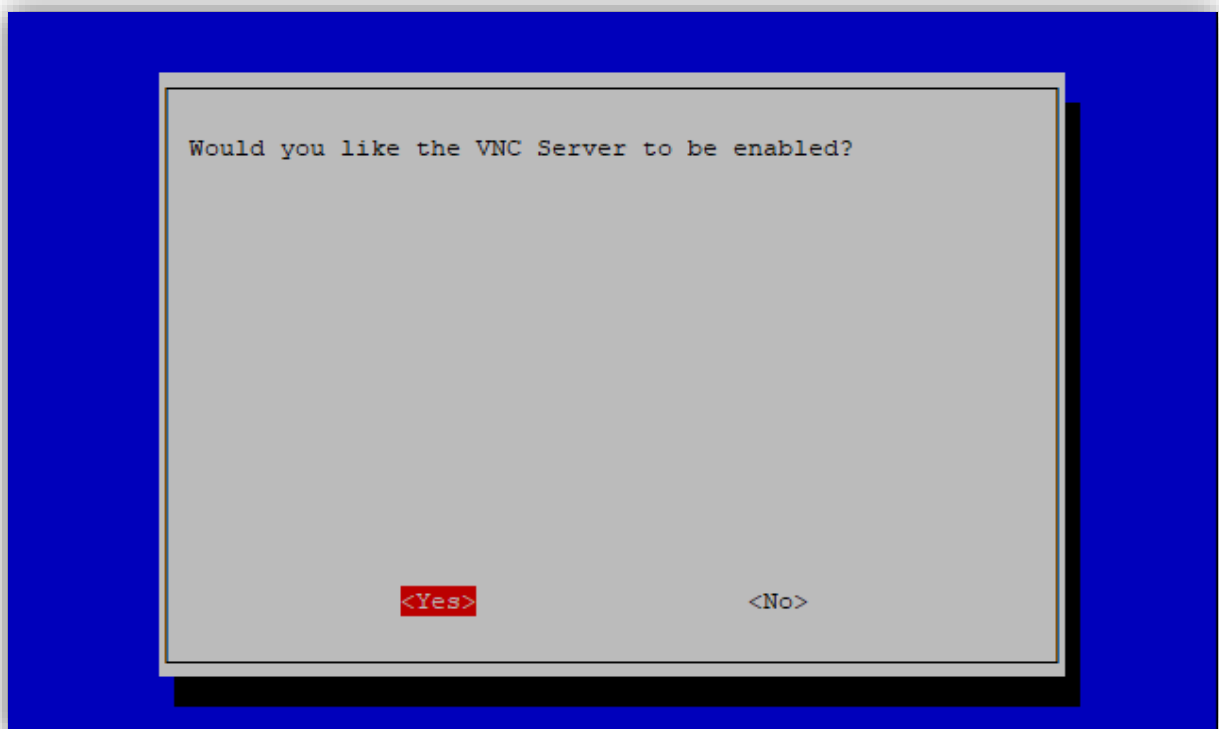 Would you like the VNC Server to be enabled?
<Yes> <No>